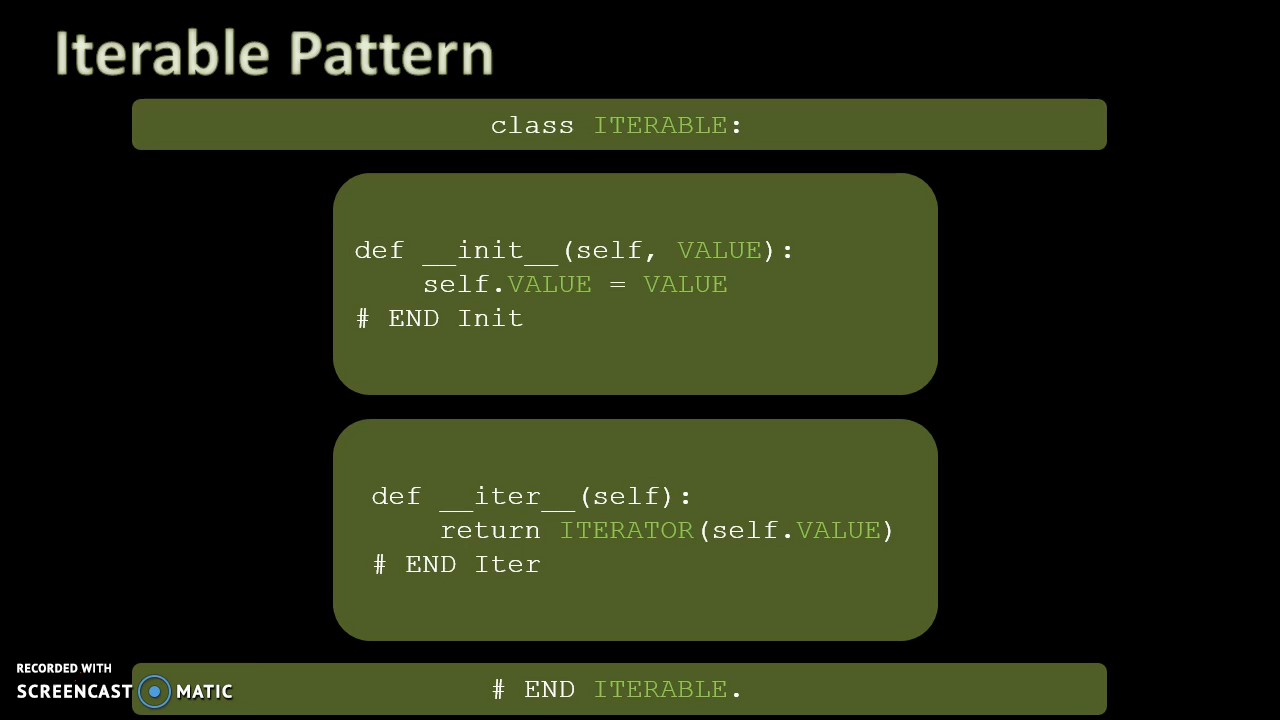 Iterable Pattern
class ITERABLE:
def __init__(self, VALUE):
    self.VALUE = VALUE
# END Init
def __iter__(self):
    return ITERATOR(self.VALUE)
# END Iter
# END ITERABLE.
RECORDED WITH
SCREENCAST MATIC